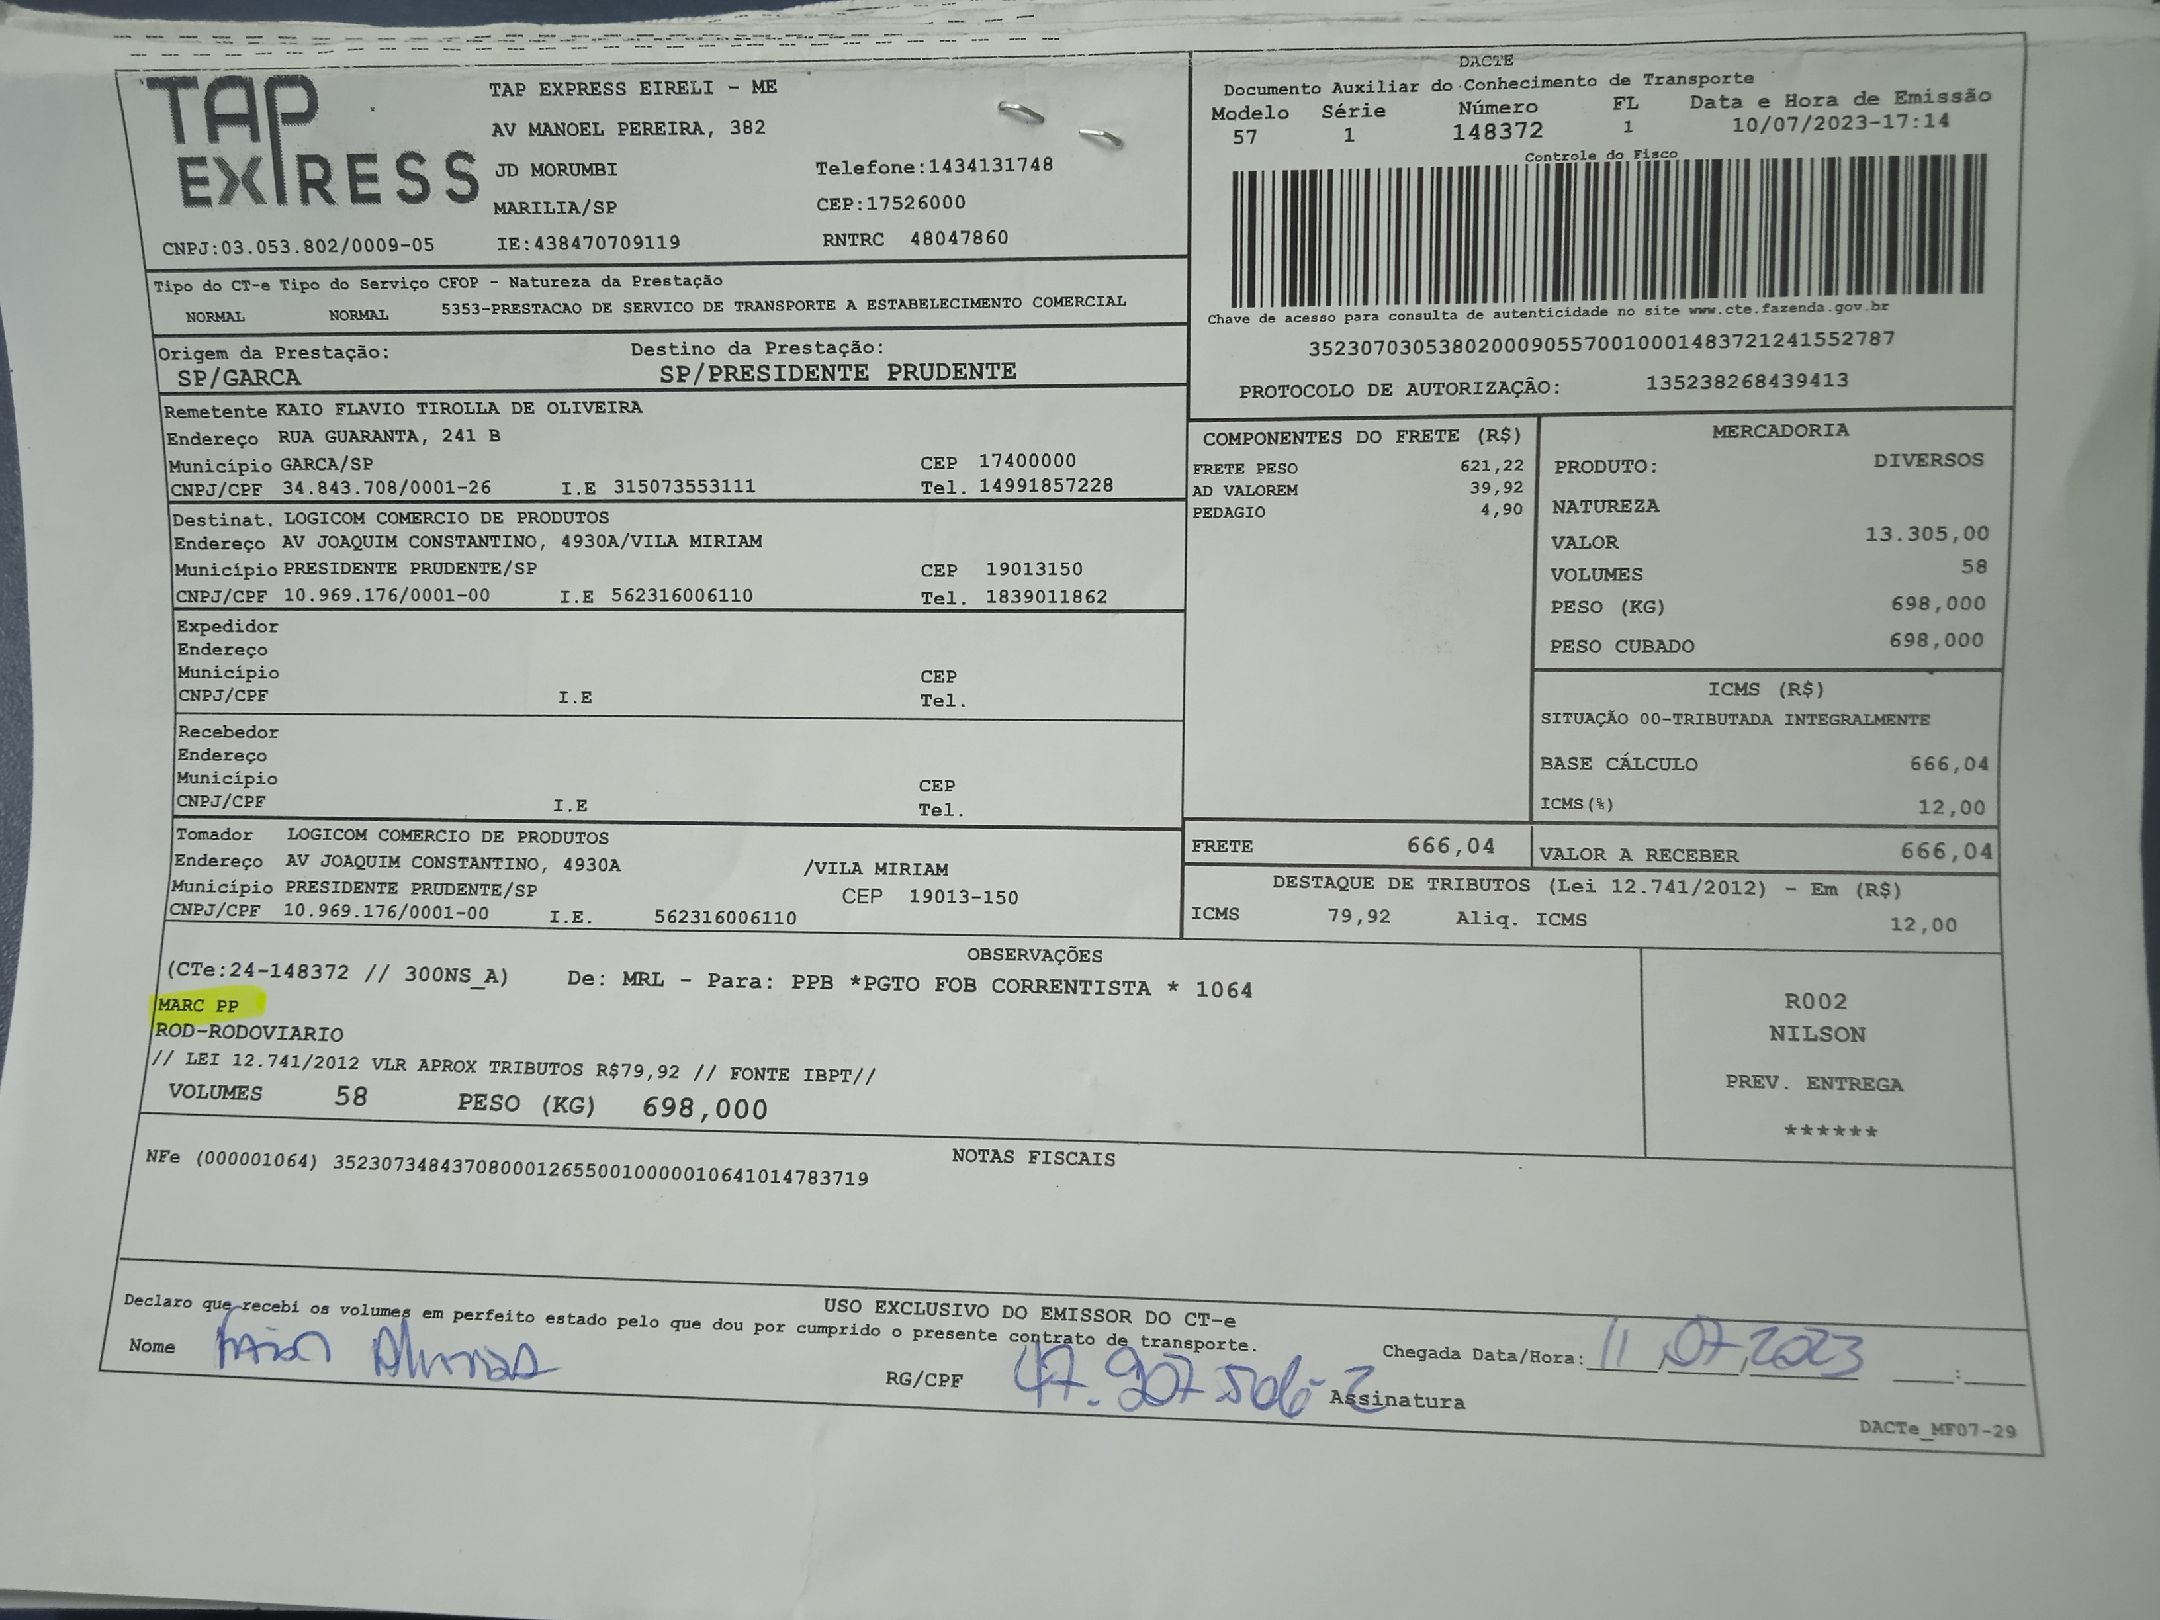 TAP EXPRESS
TAP EXPRESS EIRELI - ME
AV MANOEL PEREIRA, 382
JD MORUMBI Telefone:1434131748
MARILIA/SP CEP:17526000
CNPJ:03.053.802/0009-05 IE:438470709119 RNTRC 48047860
DACTE
Documento Auxiliar do Conhecimento de Transporte
Modelo Série Número FL Data e Hora de Emissão
57 1 148372 1 10/07/2023-17:14
Controle do Fisco
Chave de acesso para consulta de autenticidade no site www.cte.fazenda.gov.br
35230703053802000905570010001483721241552787
PROTOCOLO DE AUTORIZAÇÃO: 135238268439413
Tipo do CT-e Tipo do Serviço CFOP - Natureza da Prestação
NORMAL NORMAL 5353-PRESTACAO DE SERVICO DE TRANSPORTE A ESTABELECIMENTO COMERCIAL
Origem da Prestação: Destino da Prestação:
SP/GARCA SP/PRESIDENTE PRUDENTE
Remetente KAIO FLAVIO TIROLLA DE OLIVEIRA
Endereço RUA GUARANTA, 241 B
Município GARCA/SP CEP 17400000
CNPJ/CPF 34.843.708/0001-26 I.E 315073553111 Tel. 14991857228
Destinat. LOGICOM COMERCIO DE PRODUTOS
Endereço AV JOAQUIM CONSTANTINO, 4930A/VILA MIRIAM
Município PRESIDENTE PRUDENTE/SP CEP 19013150
CNPJ/CPF 10.969.176/0001-00 I.E 562316006110 Tel. 1839011862
Expedidor
Endereço
Município CEP
CNPJ/CPF I.E Tel.
Recebedor
Endereço
Município CEP
CNPJ/CPF I.E Tel.
Tomador LOGICOM COMERCIO DE PRODUTOS
Endereço AV JOAQUIM CONSTANTINO, 4930A /VILA MIRIAM
Município PRESIDENTE PRUDENTE/SP CEP 19013-150
CNPJ/CPF 10.969.176/0001-00 I.E. 562316006110
COMPONENTES DO FRETE (R$)
FRETE PESO 621,22
AD VALOREM 39,92
PEDAGIO 4,90
MERCADORIA
PRODUTO: DIVERSOS
NATUREZA
VALOR 13.305,00
VOLUMES 58
PESO (KG) 698,000
PESO CUBADO 698,000
ICMS (R$)
SITUAÇÃO 00-TRIBUTADA INTEGRALMENTE
BASE CÁLCULO 666,04
ICMS(%) 12,00
FRETE 666,04 VALOR A RECEBER 666,04
DESTAQUE DE TRIBUTOS (Lei 12.741/2012) - Em (R$)
ICMS 79,92 Aliq. ICMS 12,00
OBSERVAÇÕES
(CTe:24-148372 // 300NS_A) De: MRL - Para: PPB *PGTO FOB CORRENTISTA * 1064
MARC PP
ROD-RODOVIARIO
// LEI 12.741/2012 VLR APROX TRIBUTOS R$79,92 // FONTE IBPT//
VOLUMES 58 PESO (KG) 698,000
R002
NILSON
PREV. ENTREGA
******
NOTAS FISCAIS
NFe (000001064) 35230734843708000126550010000010641014783719
USO EXCLUSIVO DO EMISSOR DO CT-e
Declaro que recebi os volumes em perfeito estado pelo que dou por cumprido o presente contrato de transporte.
Nome RG/CPF 47.907.506-2 Assinatura Chegada Data/Hora: 11,07,2023 :
DACTe_MF07-29